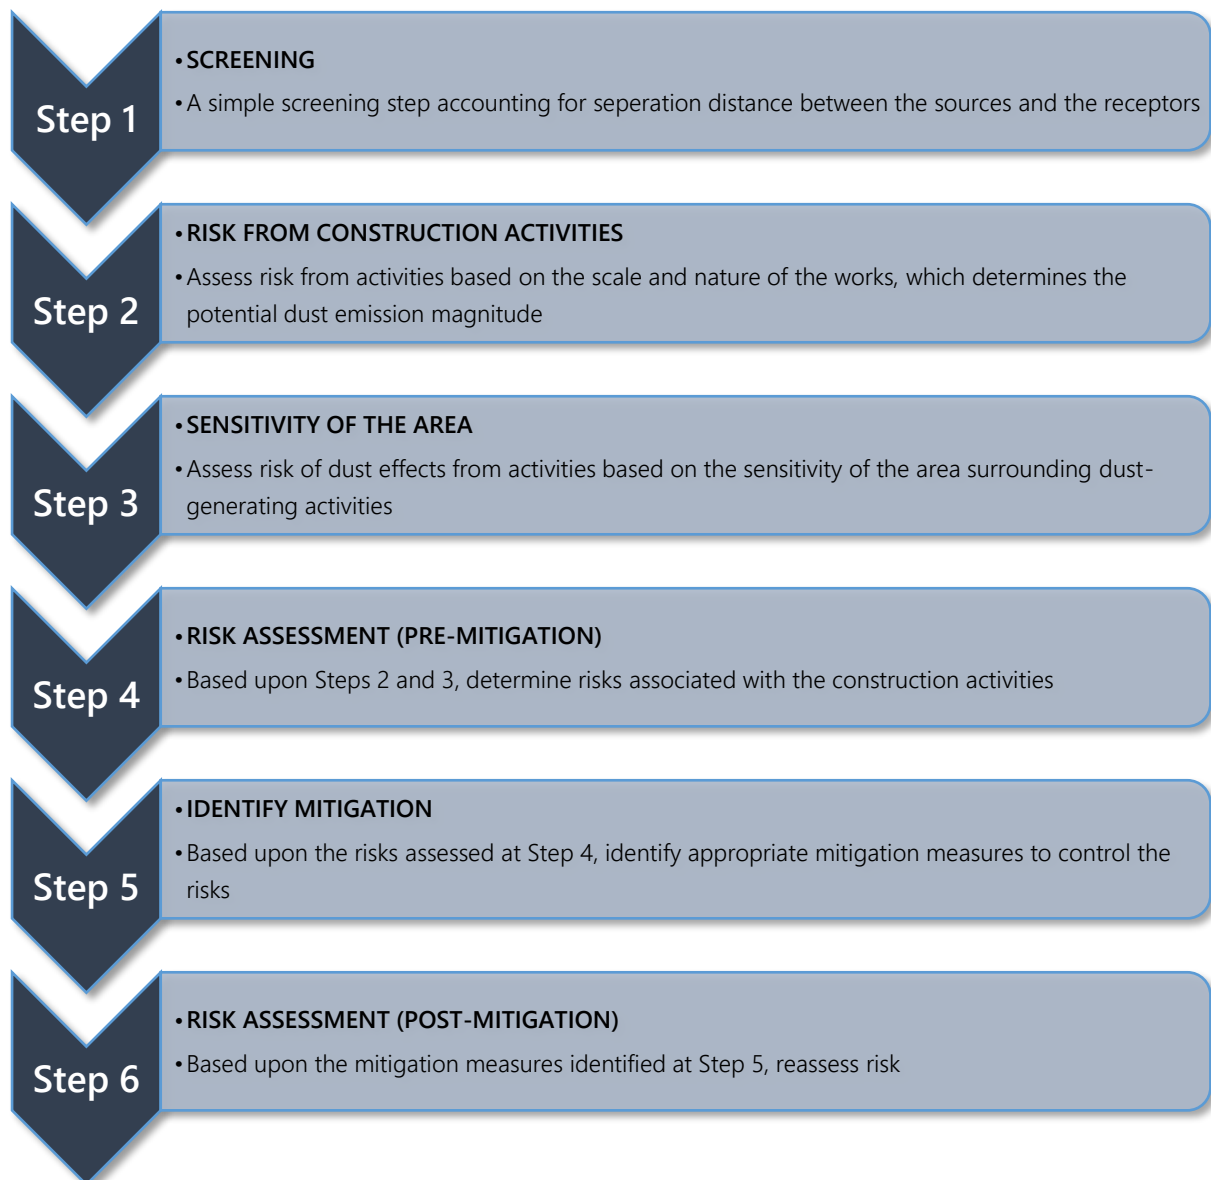 Step 1
•SCREENING
•A simple screening step accounting for seperation distance between the sources and the receptors
Step 2
•RISK FROM CONSTRUCTION ACTIVITIES
•Assess risk from activities based on the scale and nature of the works, which determines the
potential dust emission magnitude
Step 3
•SENSITIVITY OF THE AREA
•Assess risk of dust effects from activities based on the sensitivity of the area surrounding dust-
generating activities
Step 4
•RISK ASSESSMENT (PRE-MITIGATION)
•Based upon Steps 2 and 3, determine risks associated with the construction activities
Step 5
•IDENTIFY MITIGATION
•Based upon the risks assessed at Step 4, identify appropriate mitigation measures to control the
risks
Step 6
•RISK ASSESSMENT (POST-MITIGATION)
•Based upon the mitigation measures identified at Step 5, reassess risk